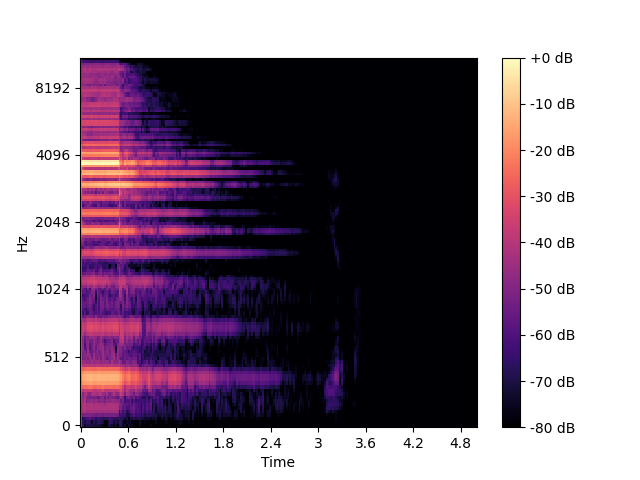 8192
4096
2048
1024
512
0
Hz
0 0.6 1.2 1.8 2.4 3 3.6 4.2 4.8
Time
+0 dB
-10 dB
-20 dB
-30 dB
-40 dB
-50 dB
-60 dB
-70 dB
-80 dB